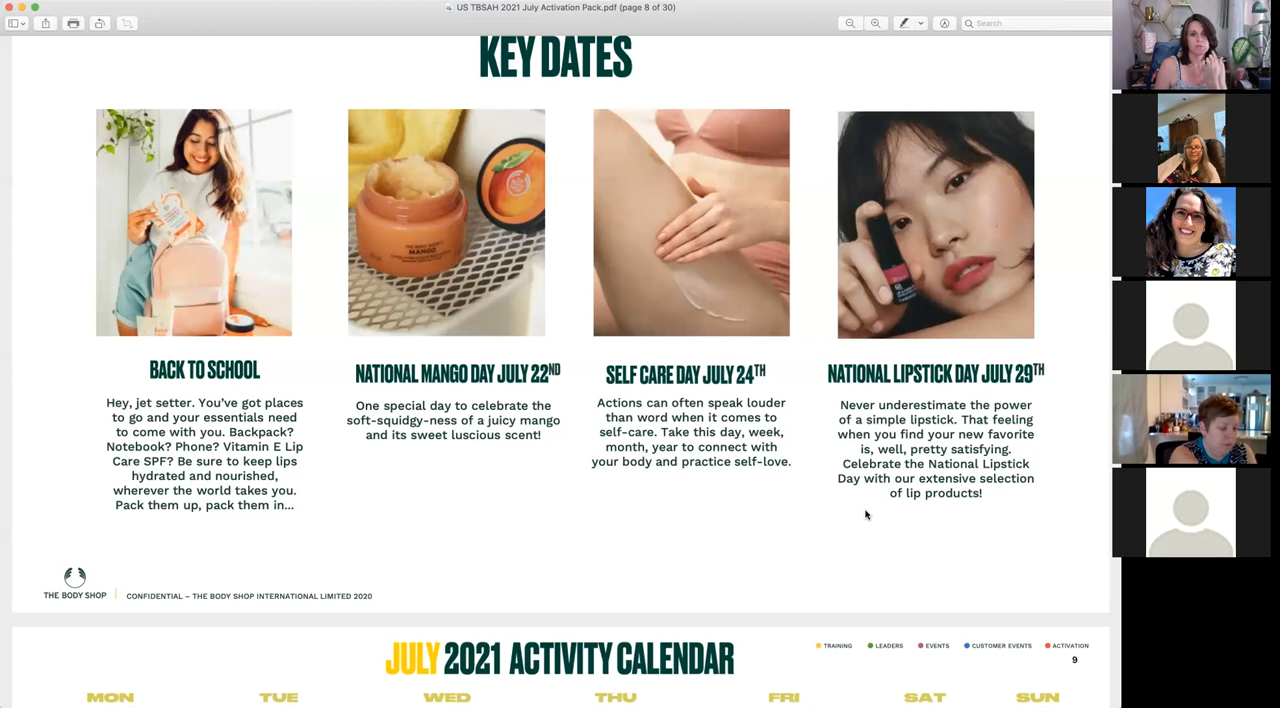 US TBSAH 2021 July Activation Pack.pdf (page 8 of 30)
Search
KEY DATES
BACK TO SCHOOL
Hey, jet setter. You've got places
to go and your essentials need
to come with you. Backpack?
Notebook? Phone? Vitamin E Lip
Care SPF? Be sure to keep lips
hydrated and nourished,
wherever the world takes you.
Pack them up, pack them in...
THE BODY SHOP
MANGO
NATIONAL MANGO DAY JULY 22ND
One special day to celebrate the
soft-squidgy-ness of a juicy mango
and its sweet luscious scent!
SELF CARE DAY JULY 24TH
Actions can often speak louder
than word when it comes to
self-care. Take this day, week,
month, year to connect with
your body and practice self-love.
NATIONAL LIPSTICK DAY JULY 29TH
Never underestimate the power
of a simple lipstick. That feeling
when you find your new favorite
is, well, pretty satisfying.
Celebrate the National Lipstick
Day with our extensive selection
of lip products!
THE BODY SHOP
CONFIDENTIAL – THE BODY SHOP INTERNATIONAL LIMITED 2020
JULY 2021 ACTIVITY CALENDAR
TRAINING LEADERS EVENTS CUSTOMER EVENTS ACTIVATION
9
MON TUE WED THU FRI SAT SUN